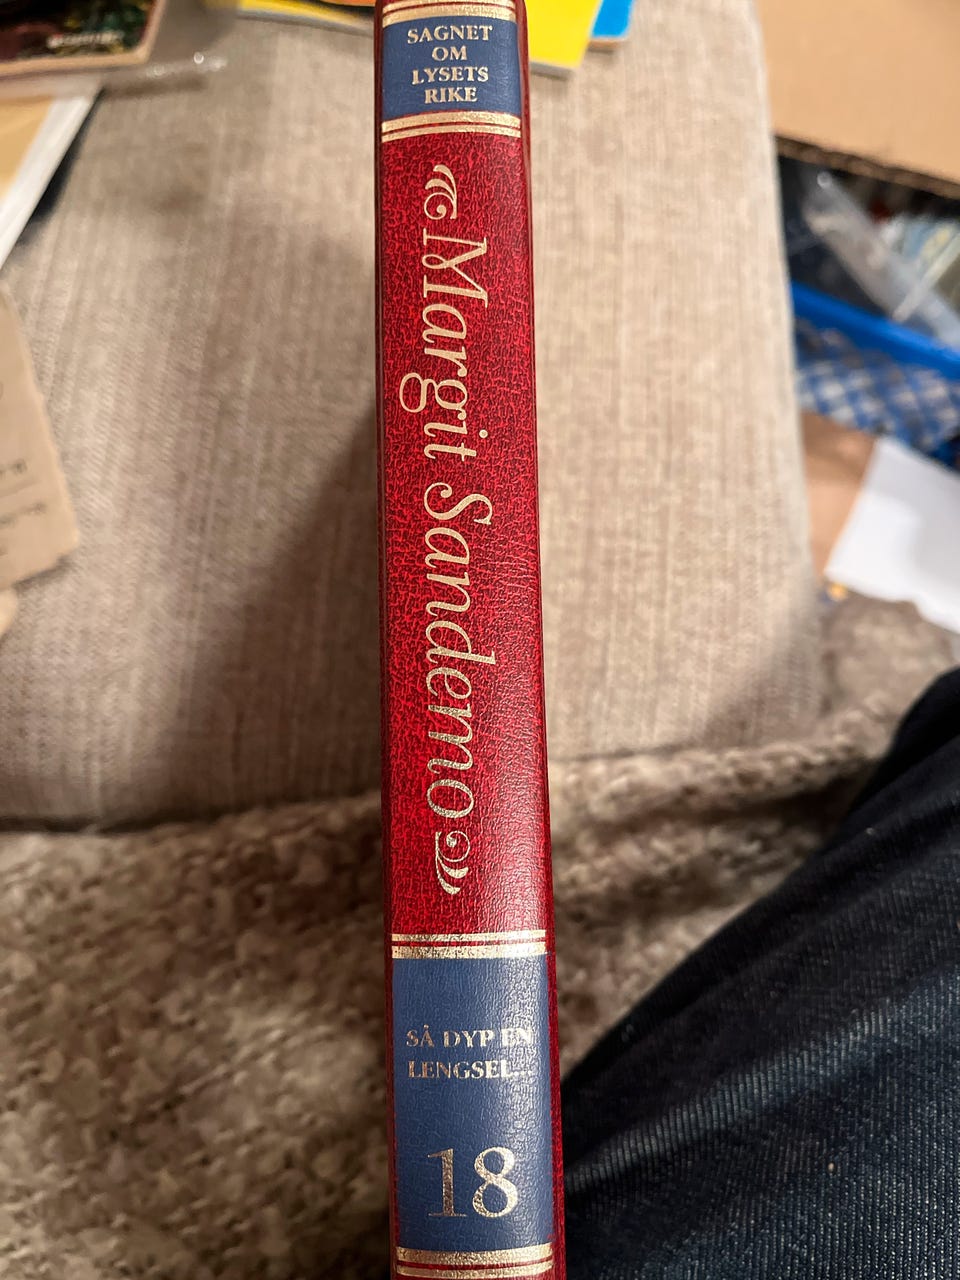 SAGNET
OM
LYSETS
RIKE
Margit Sandemo
SÅ DYP EN
LENGSEL...
18